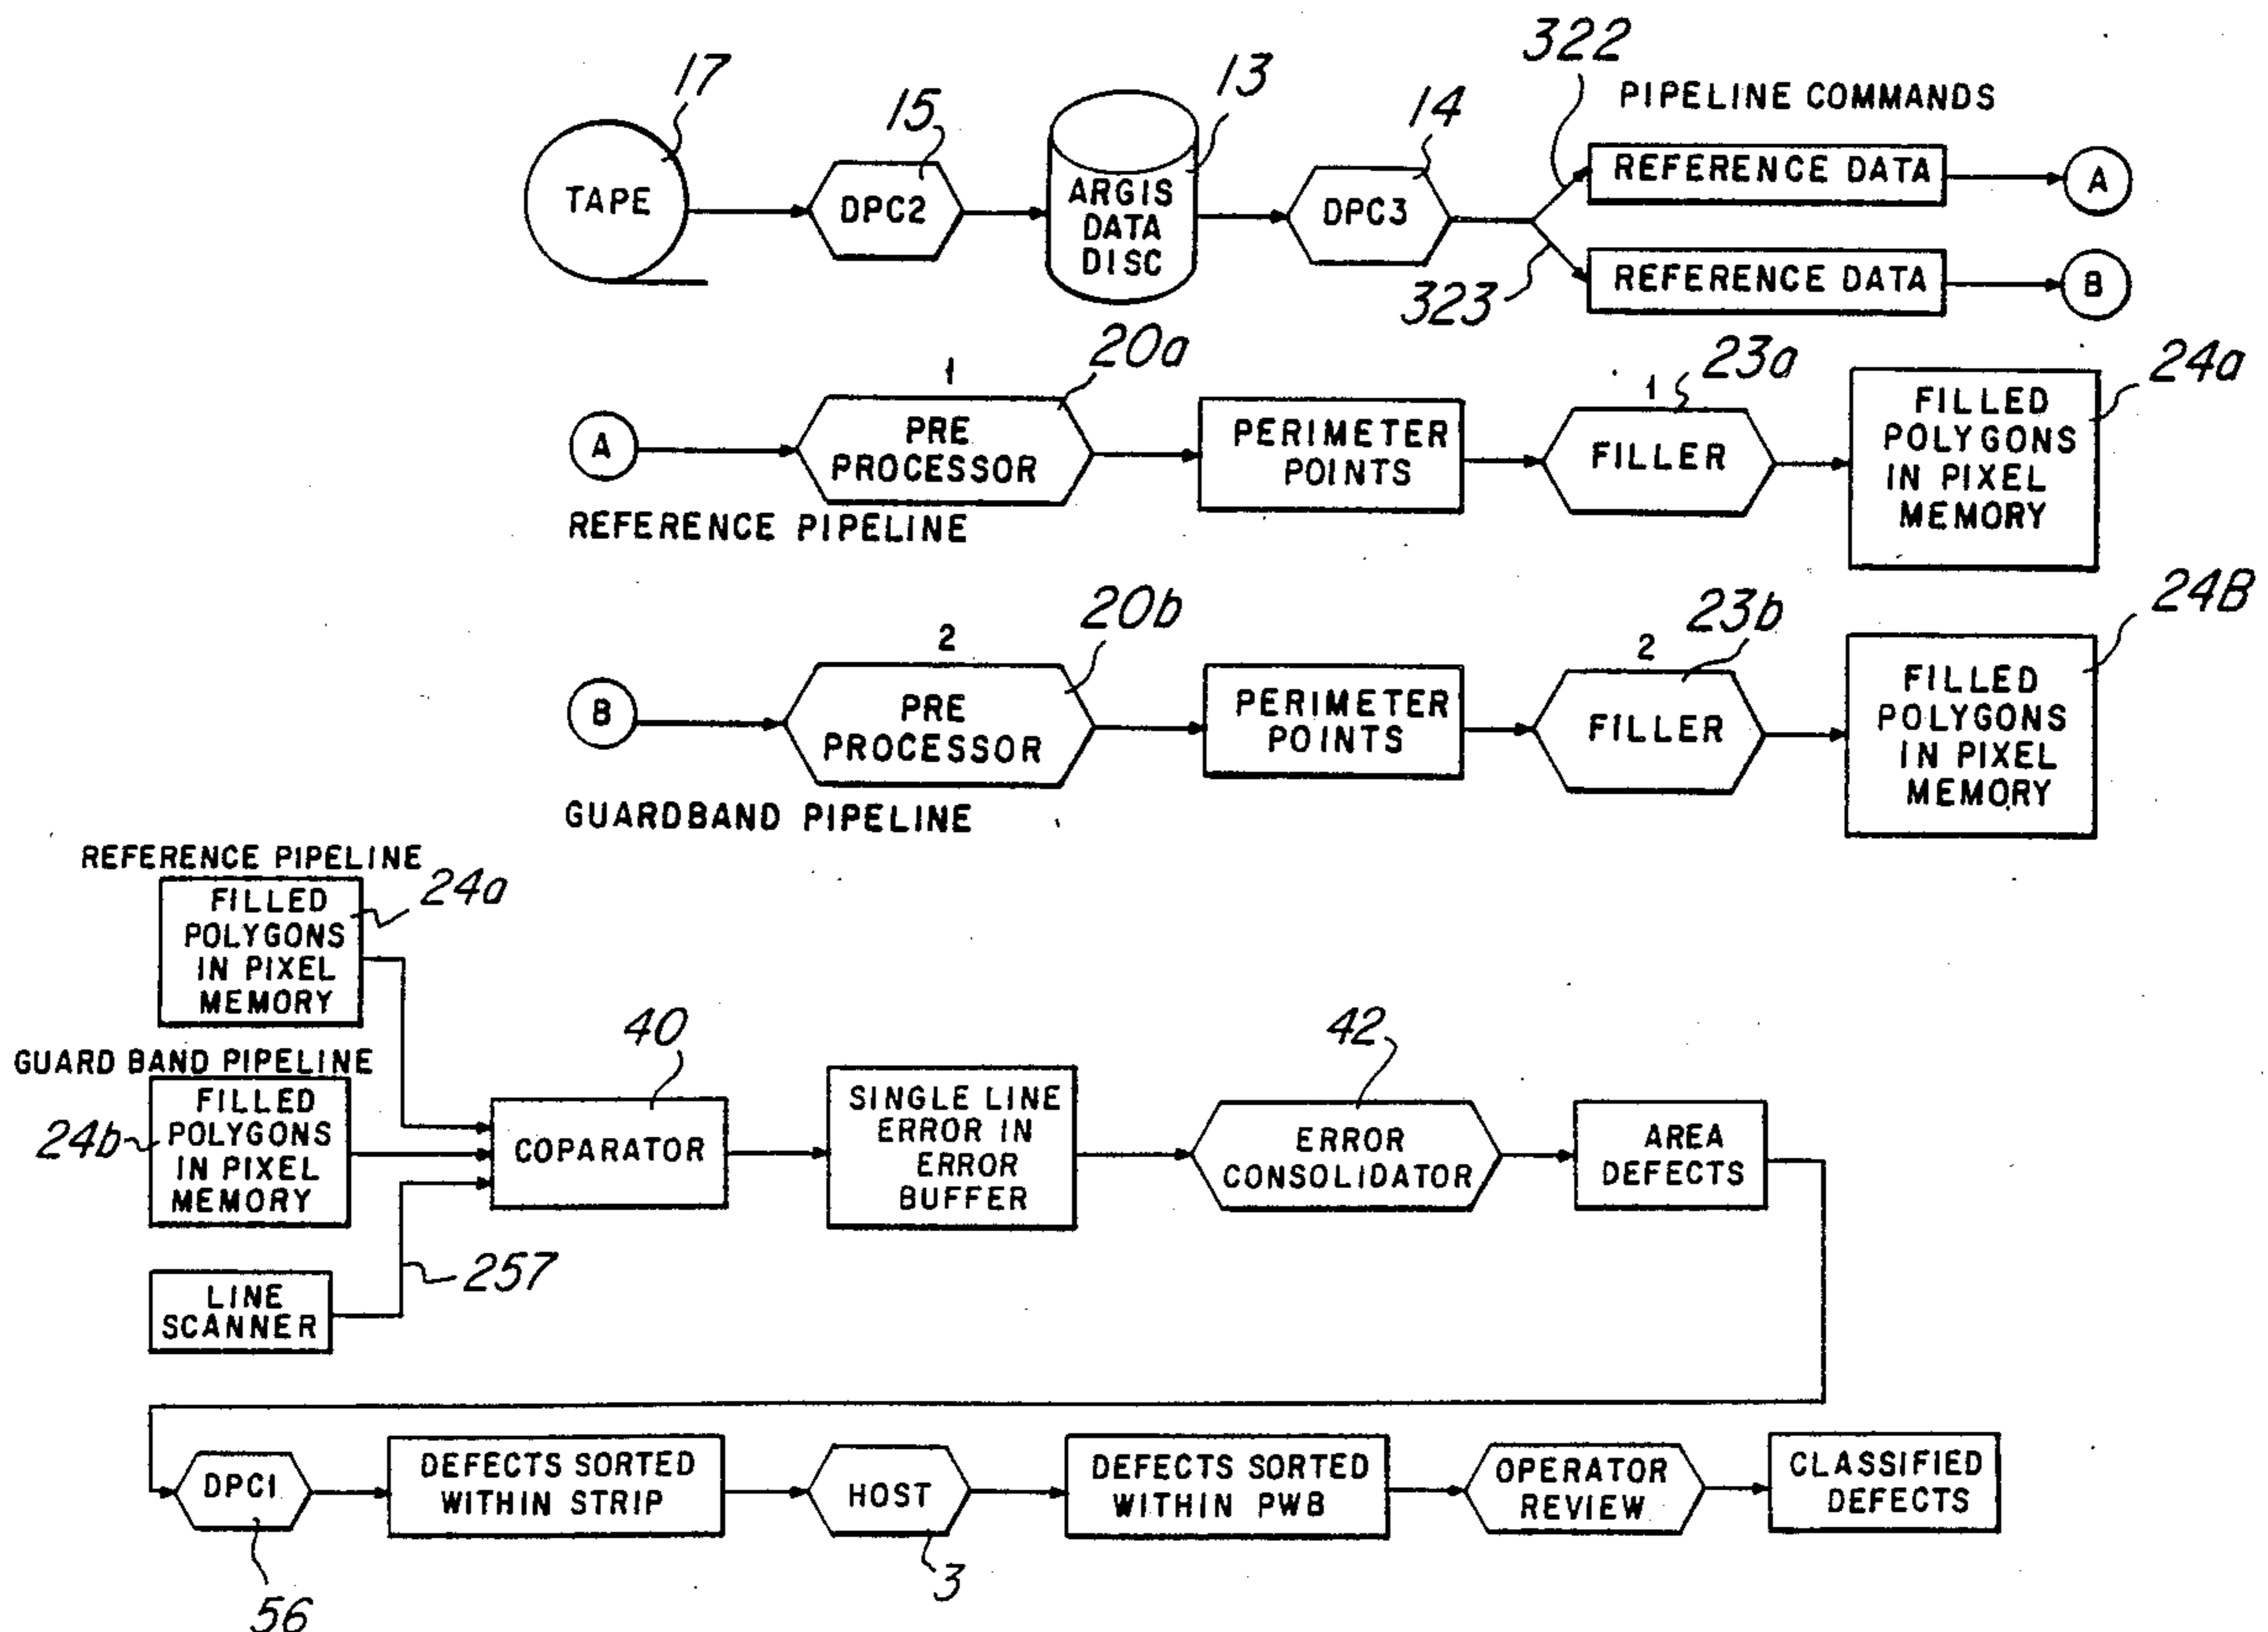 322
17
13
PIPELINE COMMANDS
15
14
REFERENCE DATA
A
TAPE
DPC2
ARGIS
DATA
DISC
DPC3
REFERENCE DATA
B
323
1
20a
1
23a
24a
A
PRE
PROCESSOR
PERIMETER
POINTS
FILLER
FILLED
POLYGONS
IN PIXEL
MEMORY
REFERENCE PIPELINE
2
20b
2
23b
24B
B
PRE
PROCESSOR
PERIMETER
POINTS
FILLER
FILLED
POLYGONS
IN PIXEL
MEMORY
GUARDBAND PIPELINE
REFERENCE PIPELINE
24a
FILLED
POLYGONS
IN PIXEL
MEMORY
GUARD BAND PIPELINE
24b
FILLED
POLYGONS
IN PIXEL
MEMORY
LINE
SCANNER
257
40
COPARATOR
SINGLE LINE
ERROR IN
ERROR
BUFFER
42
ERROR
CONSOLIDATOR
AREA
DEFECTS
DPC1
56
DEFECTS SORTED
WITHIN STRIP
HOST
3
DEFECTS SORTED
WITHIN PWB
OPERATOR
REVIEW
CLASSIFIED
DEFECTS